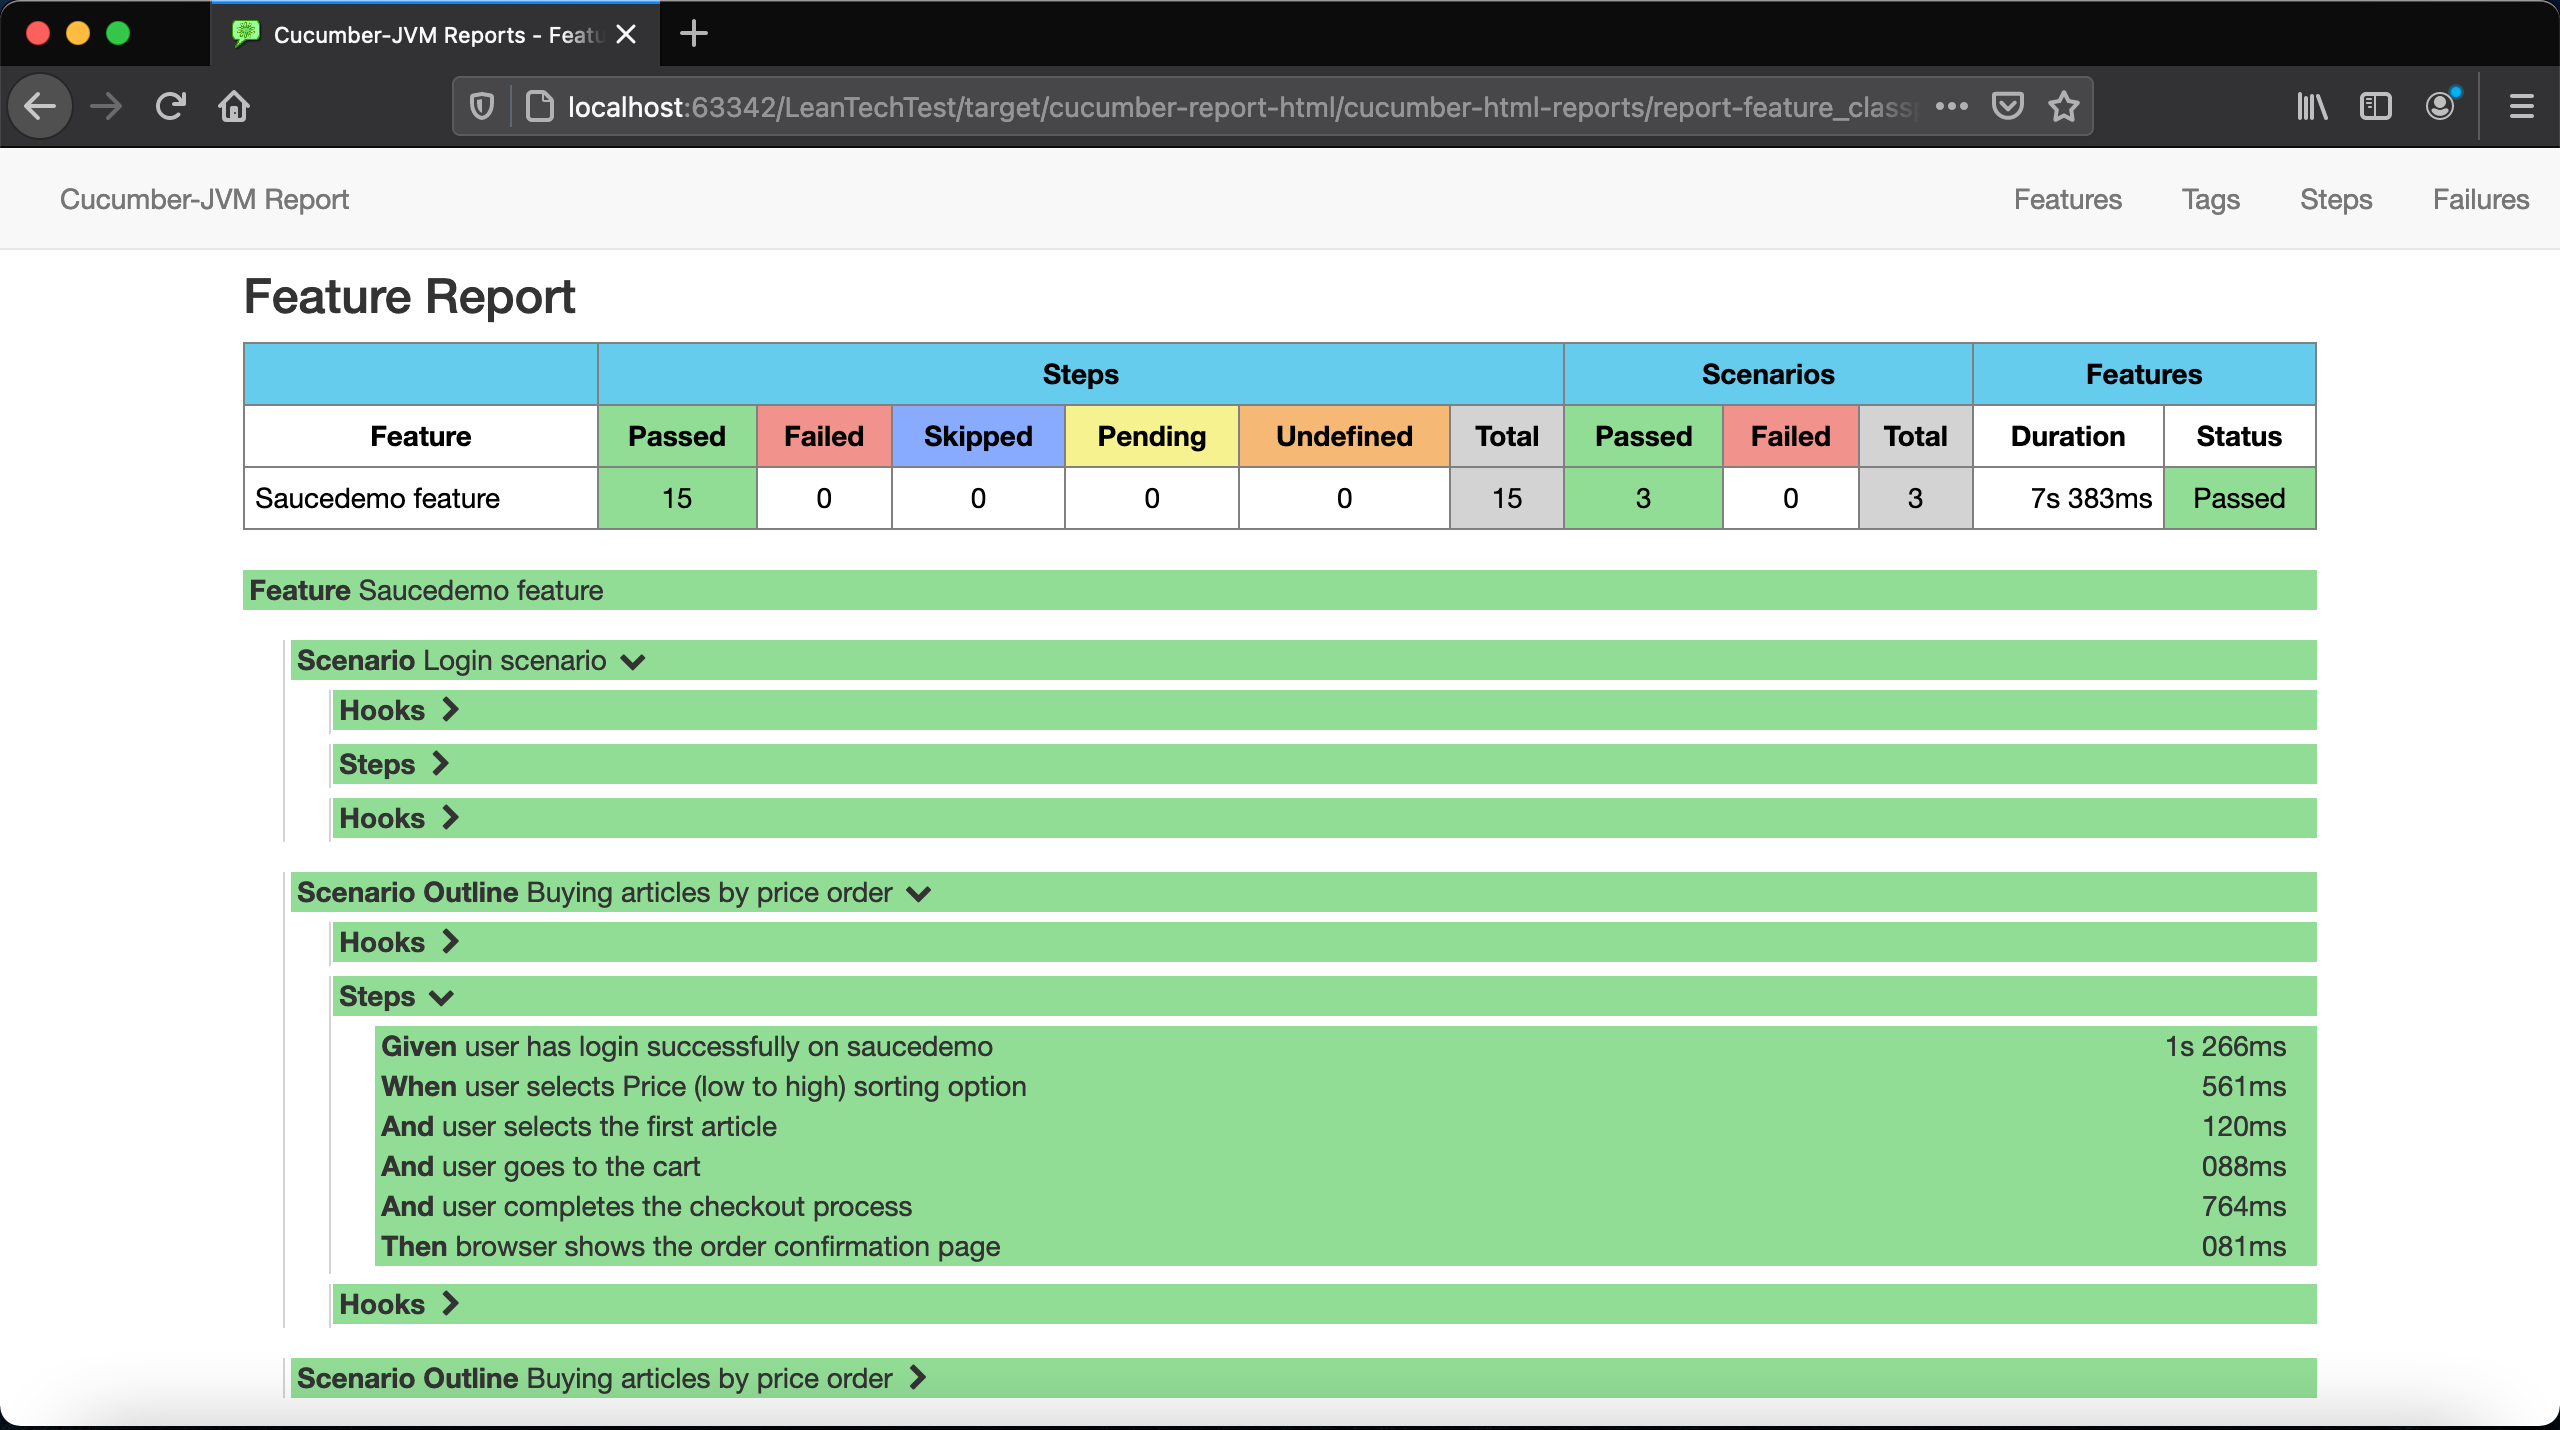 Cucumber-JVM Reports - Featu
localhost:63342/LeanTechTest/target/cucumber-report-html/cucumber-html-reports/report-feature_class
Cucumber-JVM Report Features Tags Steps Failures
Feature Report
Steps Scenarios Features
Feature Passed Failed Skipped Pending Undefined Total Passed Failed Total Duration Status
Saucedemo feature 15 0 0 0 0 15 3 0 3 7s 383ms Passed
Feature Saucedemo feature
Scenario Login scenario
Hooks
Steps
Hooks
Scenario Outline Buying articles by price order
Hooks
Steps
Given user has login successfully on saucedemo 1s 266ms
When user selects Price (low to high) sorting option 561ms
And user selects the first article 120ms
And user goes to the cart 088ms
And user completes the checkout process 764ms
Then browser shows the order confirmation page 081ms
Hooks
Scenario Outline Buying articles by price order